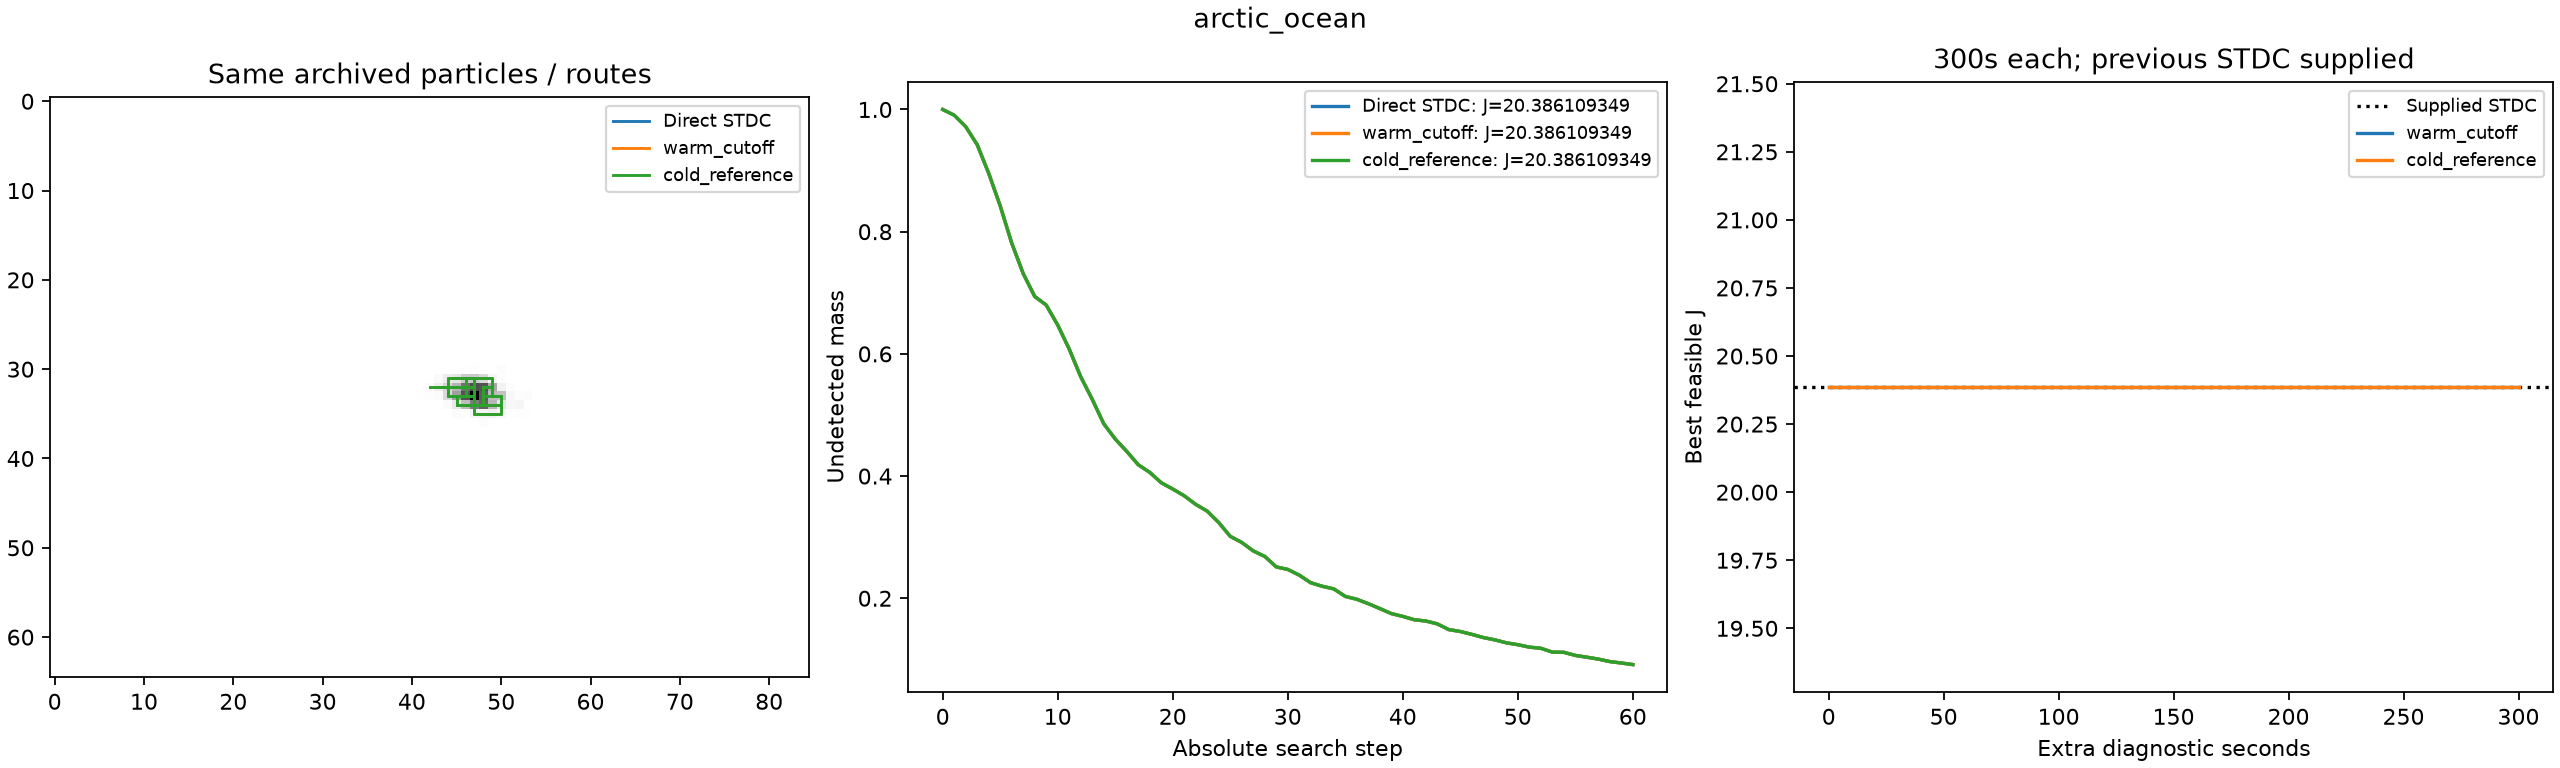 arctic_ocean
Same archived particles / routes
0
10
20
30
40
50
60
0 10 20 30 40 50 60 70 80
Direct STDC
warm_cutoff
cold_reference
Undetected mass
1.0
0.8
0.6
0.4
0.2
0 10 20 30 40 50 60
Absolute search step
Direct STDC: J=20.386109349
warm_cutoff: J=20.386109349
cold_reference: J=20.386109349
300s each; previous STDC supplied
Best feasible J
21.50
21.25
21.00
20.75
20.50
20.25
20.00
19.75
19.50
0 50 100 150 200 250 300
Extra diagnostic seconds
Supplied STDC
warm_cutoff
cold_reference